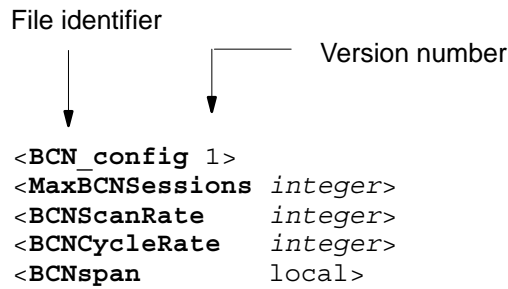 File identifier
Version number
<BCN_config 1>
<MaxBCNSessions integer>
<BCNScanRate integer>
<BCNCycleRate integer>
<BCNspan local>